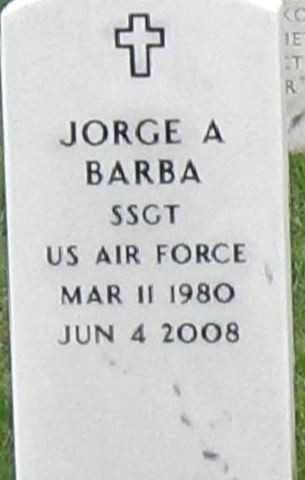 JORGE A
BARBA
SSGT
US AIR FORCE
MAR 11 1980
JUN 4 2008